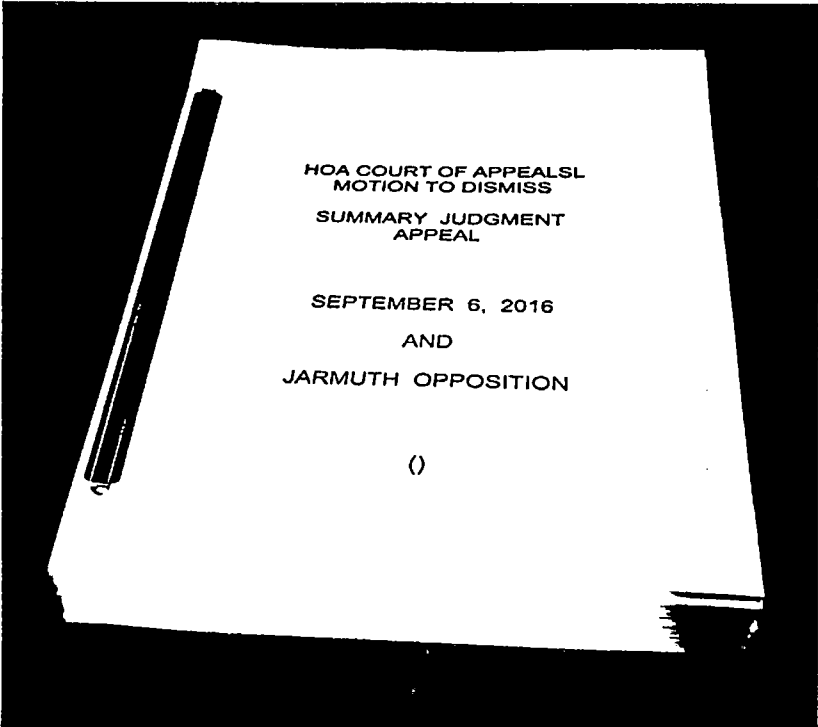 HOA COURT OF APPEALSL
MOTION TO DISMISS
SUMMARY JUDGMENT
APPEAL
SEPTEMBER 6, 2016
AND
JARMUTH OPPOSITION
()